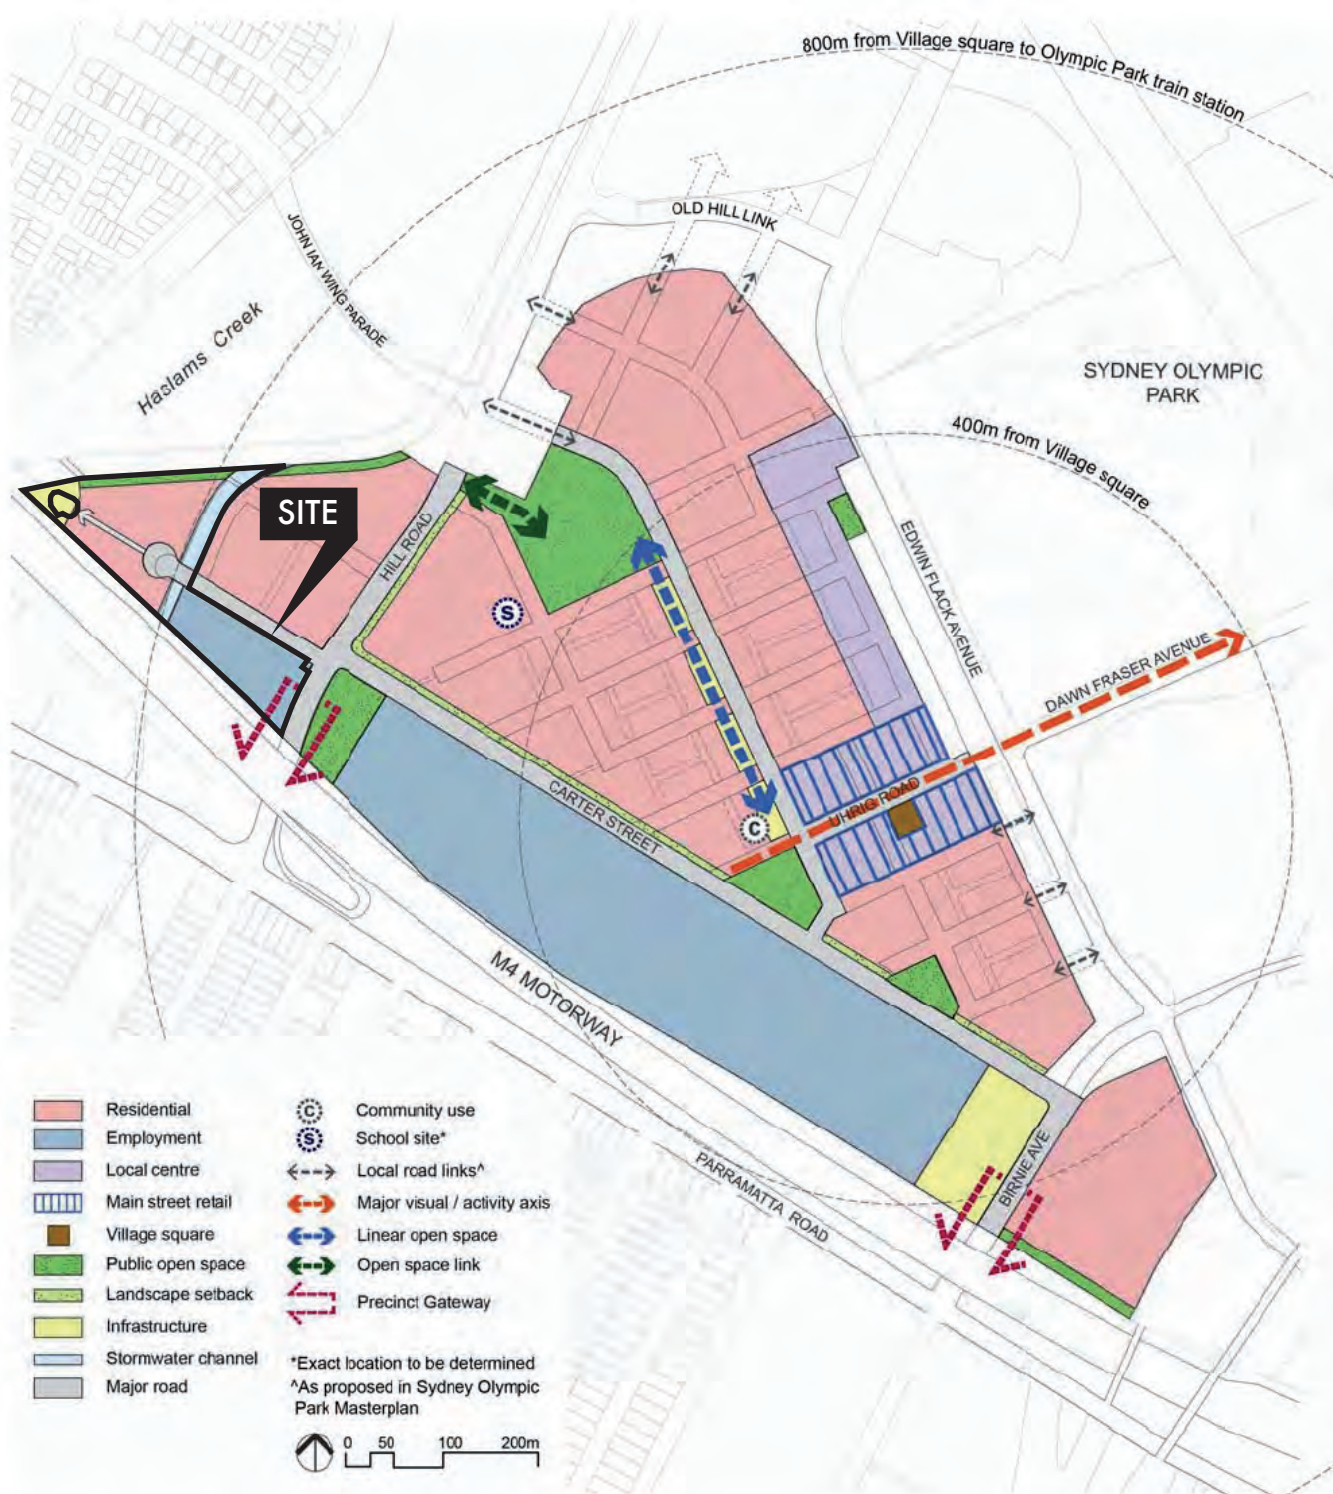 800m from Village square to Olympic Park train station
OLD HILL LINK
JOHN IAN WING PARADE
Haslams Creek
SYDNEY OLYMPIC
PARK
400m from Village square
SITE
HILL ROAD
EDWIN FLACK AVENUE
S
DAWN FRASER AVENUE
CARTER STREET
UHRIG ROAD
C
M4 MOTORWAY
PARRAMATTA ROAD
BIRNIE AVE
Residential
Employment
Local centre
Main street retail
Village square
Public open space
Landscape setback
Infrastructure
Stormwater channel
Major road
C Community use
S School site*
Local road links^
Major visual / activity axis
Linear open space
Open space link
Precinct Gateway
*Exact location to be determined
^As proposed in Sydney Olympic
Park Masterplan
0 50 100 200m